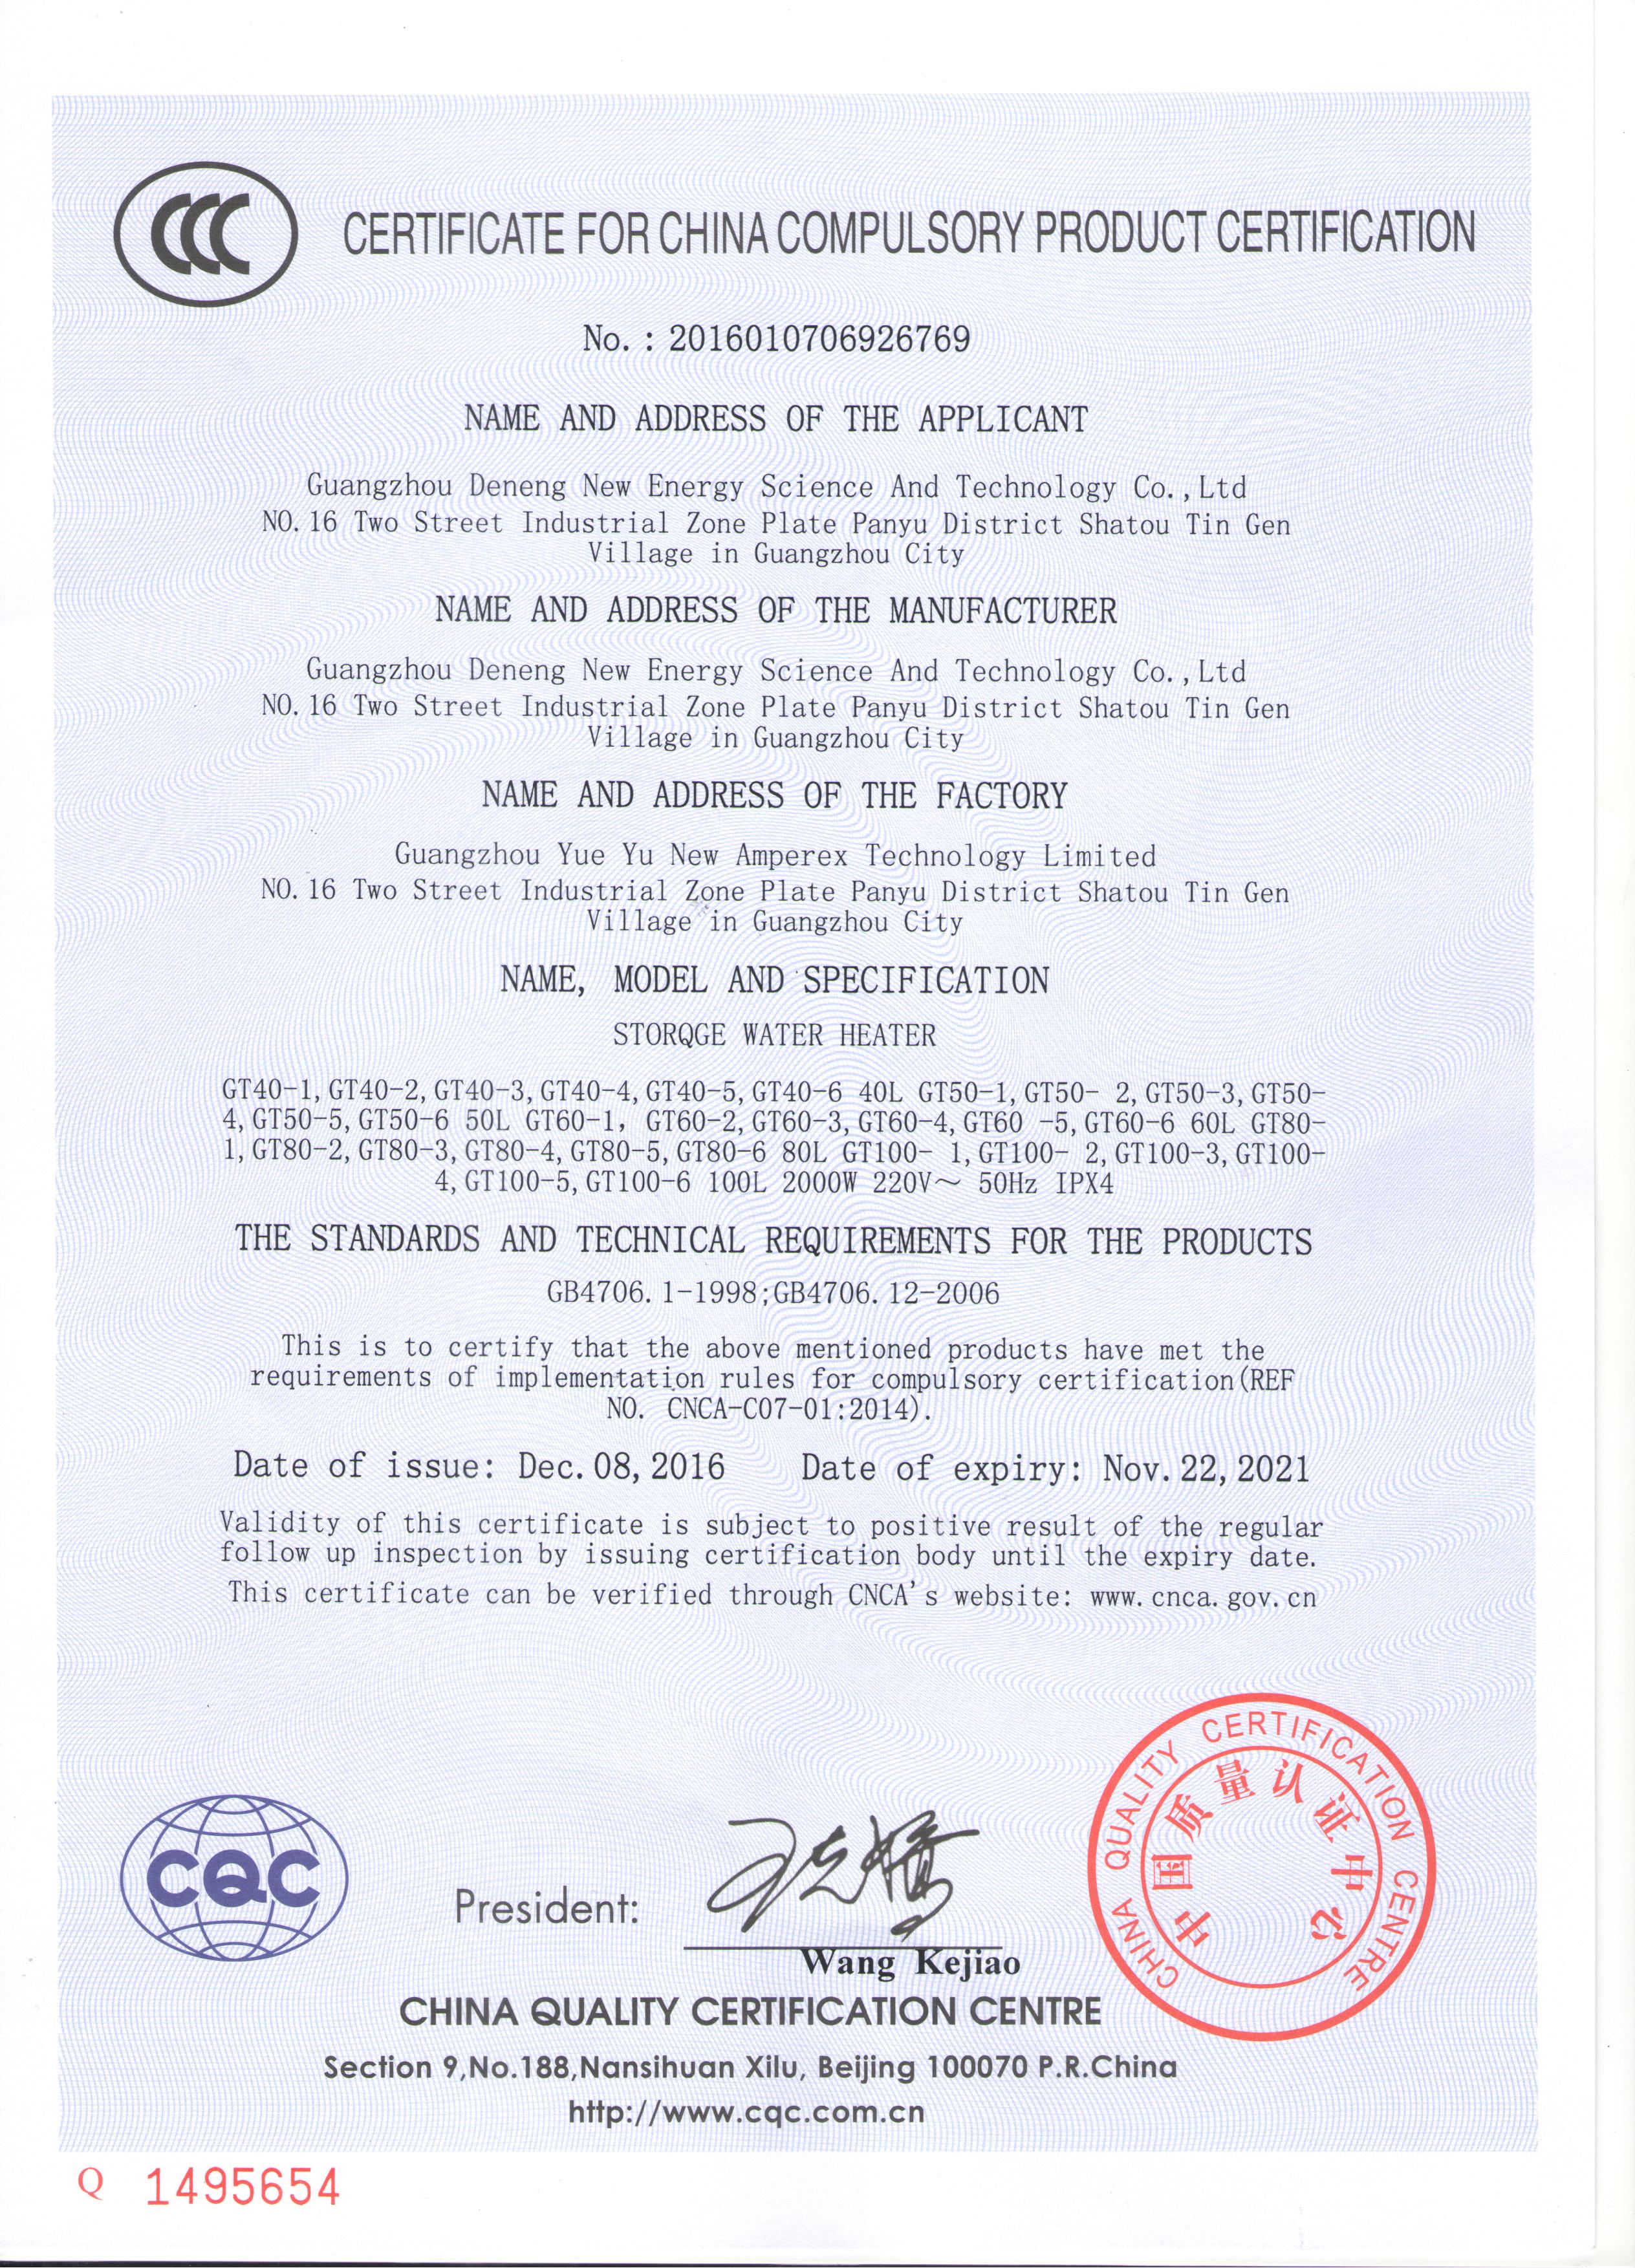 CCC
CERTIFICATE FOR CHINA COMPULSORY PRODUCT CERTIFICATION
No. : 2016010706926769
NAME AND ADDRESS OF THE APPLICANT
Guangzhou Deneng New Energy Science And Technology Co., Ltd
NO. 16 Two Street Industrial Zone Plate Panyu District Shatou Tin Gen
Village in Guangzhou City
NAME AND ADDRESS OF THE MANUFACTURER
Guangzhou Deneng New Energy Science And Technology Co., Ltd
NO. 16 Two Street Industrial Zone Plate Panyu District Shatou Tin Gen
Village in Guangzhou City
NAME AND ADDRESS OF THE FACTORY
Guangzhou Yue Yu New Amperex Technology Limited
NO. 16 Two Street Industrial Zone Plate Panyu District Shatou Tin Gen
Village in Guangzhou City
NAME, MODEL AND SPECIFICATION
STORQGE WATER HEATER
GT40-1, GT40-2, GT40-3, GT40-4, GT40-5, GT40-6 40L GT50-1, GT50- 2, GT50-3, GT50-
4, GT50-5, GT50-6 50L GT60-1, GT60-2, GT60-3, GT60-4, GT60 -5, GT60-6 60L GT80-
1, GT80-2, GT80-3, GT80-4, GT80-5, GT80-6 80L GT100- 1, GT100- 2, GT100-3, GT100-
4, GT100-5, GT100-6 100L 2000W 220V～ 50Hz IPX4
THE STANDARDS AND TECHNICAL REQUIREMENTS FOR THE PRODUCTS
GB4706. 1-1998;GB4706. 12-2006
This is to certify that the above mentioned products have met the
requirements of implementation rules for compulsory certification(REF
NO. CNCA-C07-01:2014).
Date of issue: Dec. 08, 2016 Date of expiry: Nov. 22, 2021
Validity of this certificate is subject to positive result of the regular
follow up inspection by issuing certification body until the expiry date.
This certificate can be verified through CNCA's website: www.cnca.gov.cn
CQC
President:
王克娇
Wang Kejiao
CHINA QUALITY CERTIFICATION CENTRE
中国质量认证中心
CHINA QUALITY CERTIFICATION CENTRE
Section 9,No.188,Nansihuan Xilu, Beijing 100070 P.R.China
http://www.cqc.com.cn
Q 1495654